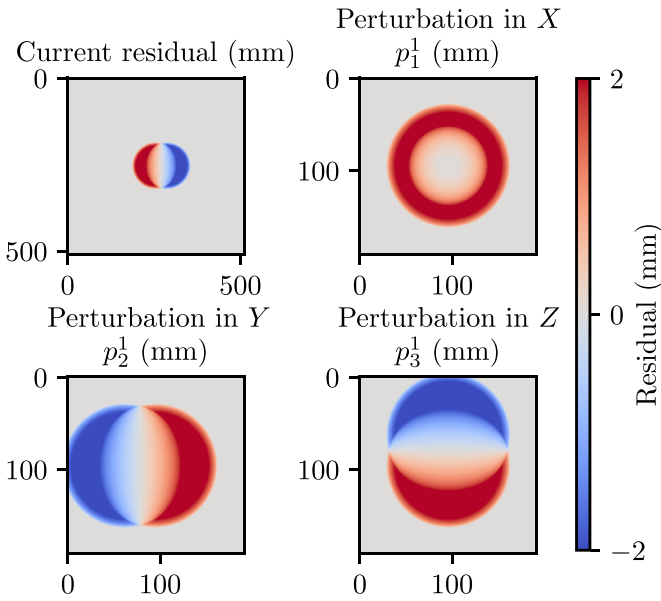 Current residual (mm)
0
500
0
500
Perturbation in X
p₁¹ (mm)
0
100
0
100
Perturbation in Y
p₂¹ (mm)
0
100
0
100
Perturbation in Z
p₃¹ (mm)
0
100
0
100
2
0
−2
Residual (mm)